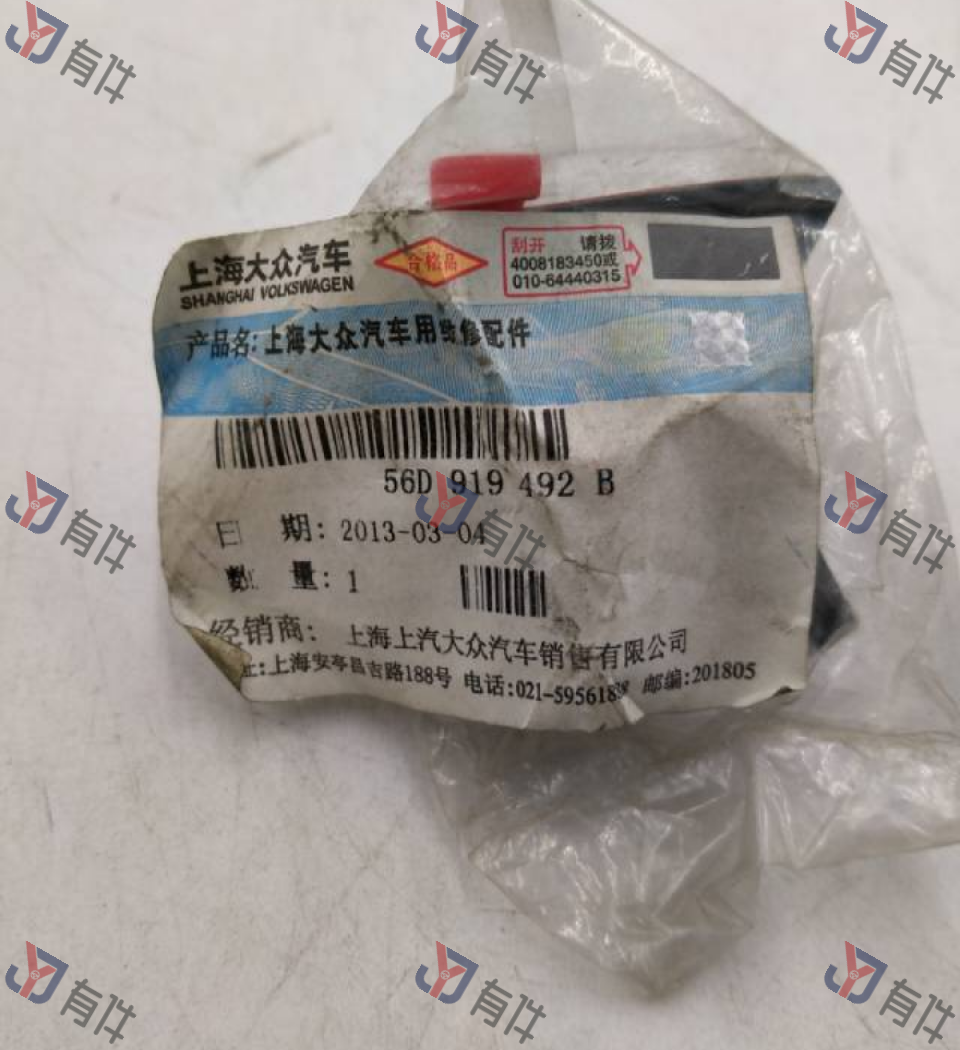 上海大众汽车
SHANGHAI VOLKSWAGEN
合格品
刮开 请拨
4008183450或
010-64440315
产品名:上海大众汽车用维修配件
56D 919 492 B
日 期: 2013-03-04
数 量: 1
经销商: 上海上汽大众汽车销售有限公司
址:上海安亭昌吉路188号 电话:021-595618 邮编:201805
有件
有件
有件
有件
有件
有件
有件
有件
有件